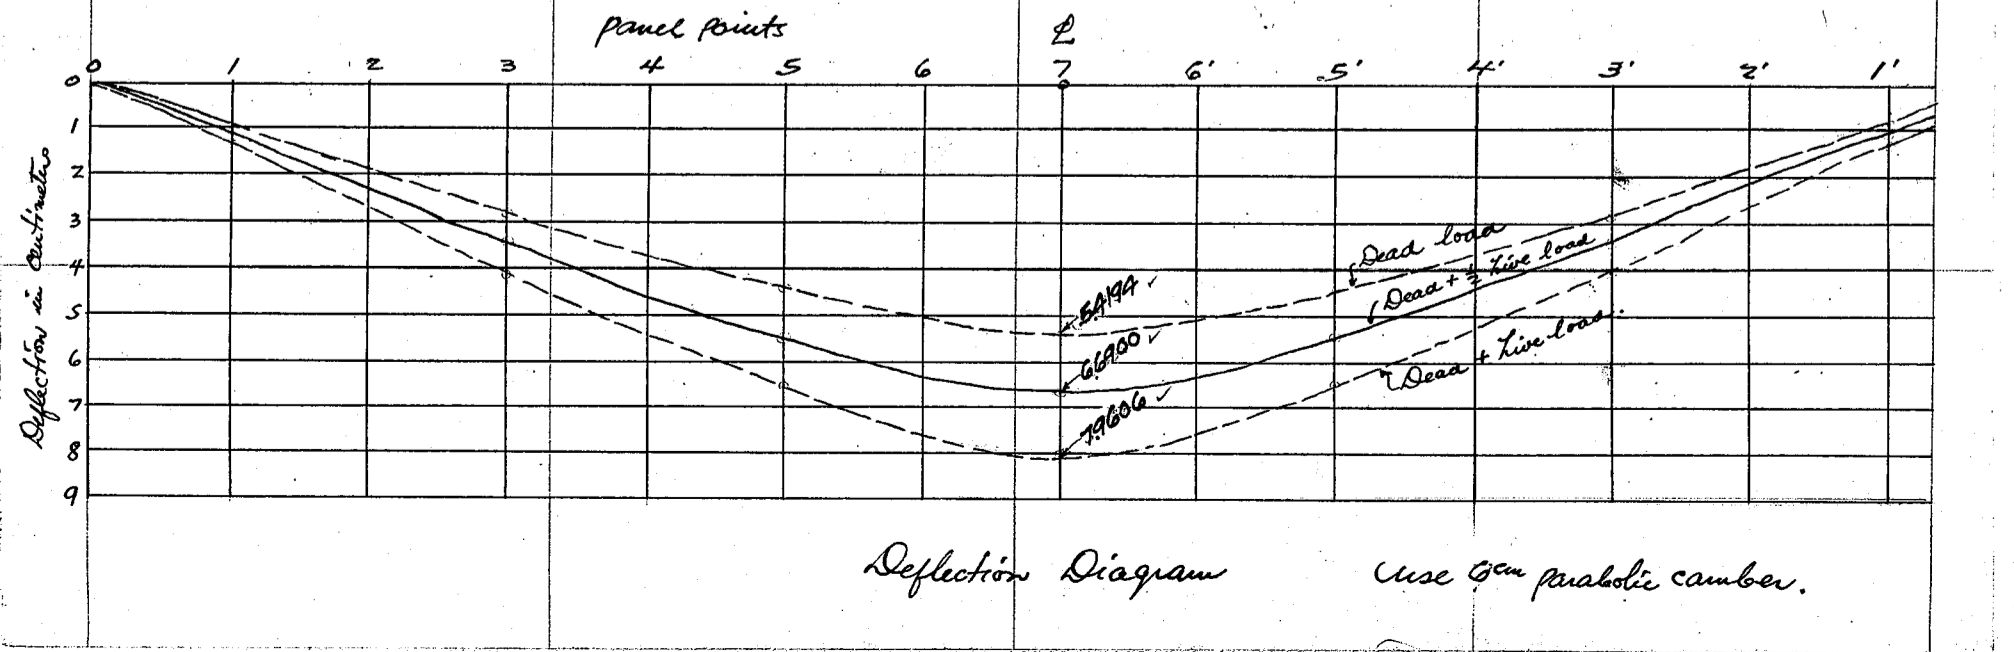 Panel Points
℄
0 1 2 3 4 5 6 7 6' 5' 4' 3' 2' 1'
0
1
2
3
4
5
6
7
8
9
Deflection in centimeters
5.4194 ✓
6.6900 ✓
7.9606 ✓
Dead load
Dead + ½ Live load
Dead + Live load.
Deflection Diagram
Use 6cm parabolic camber.